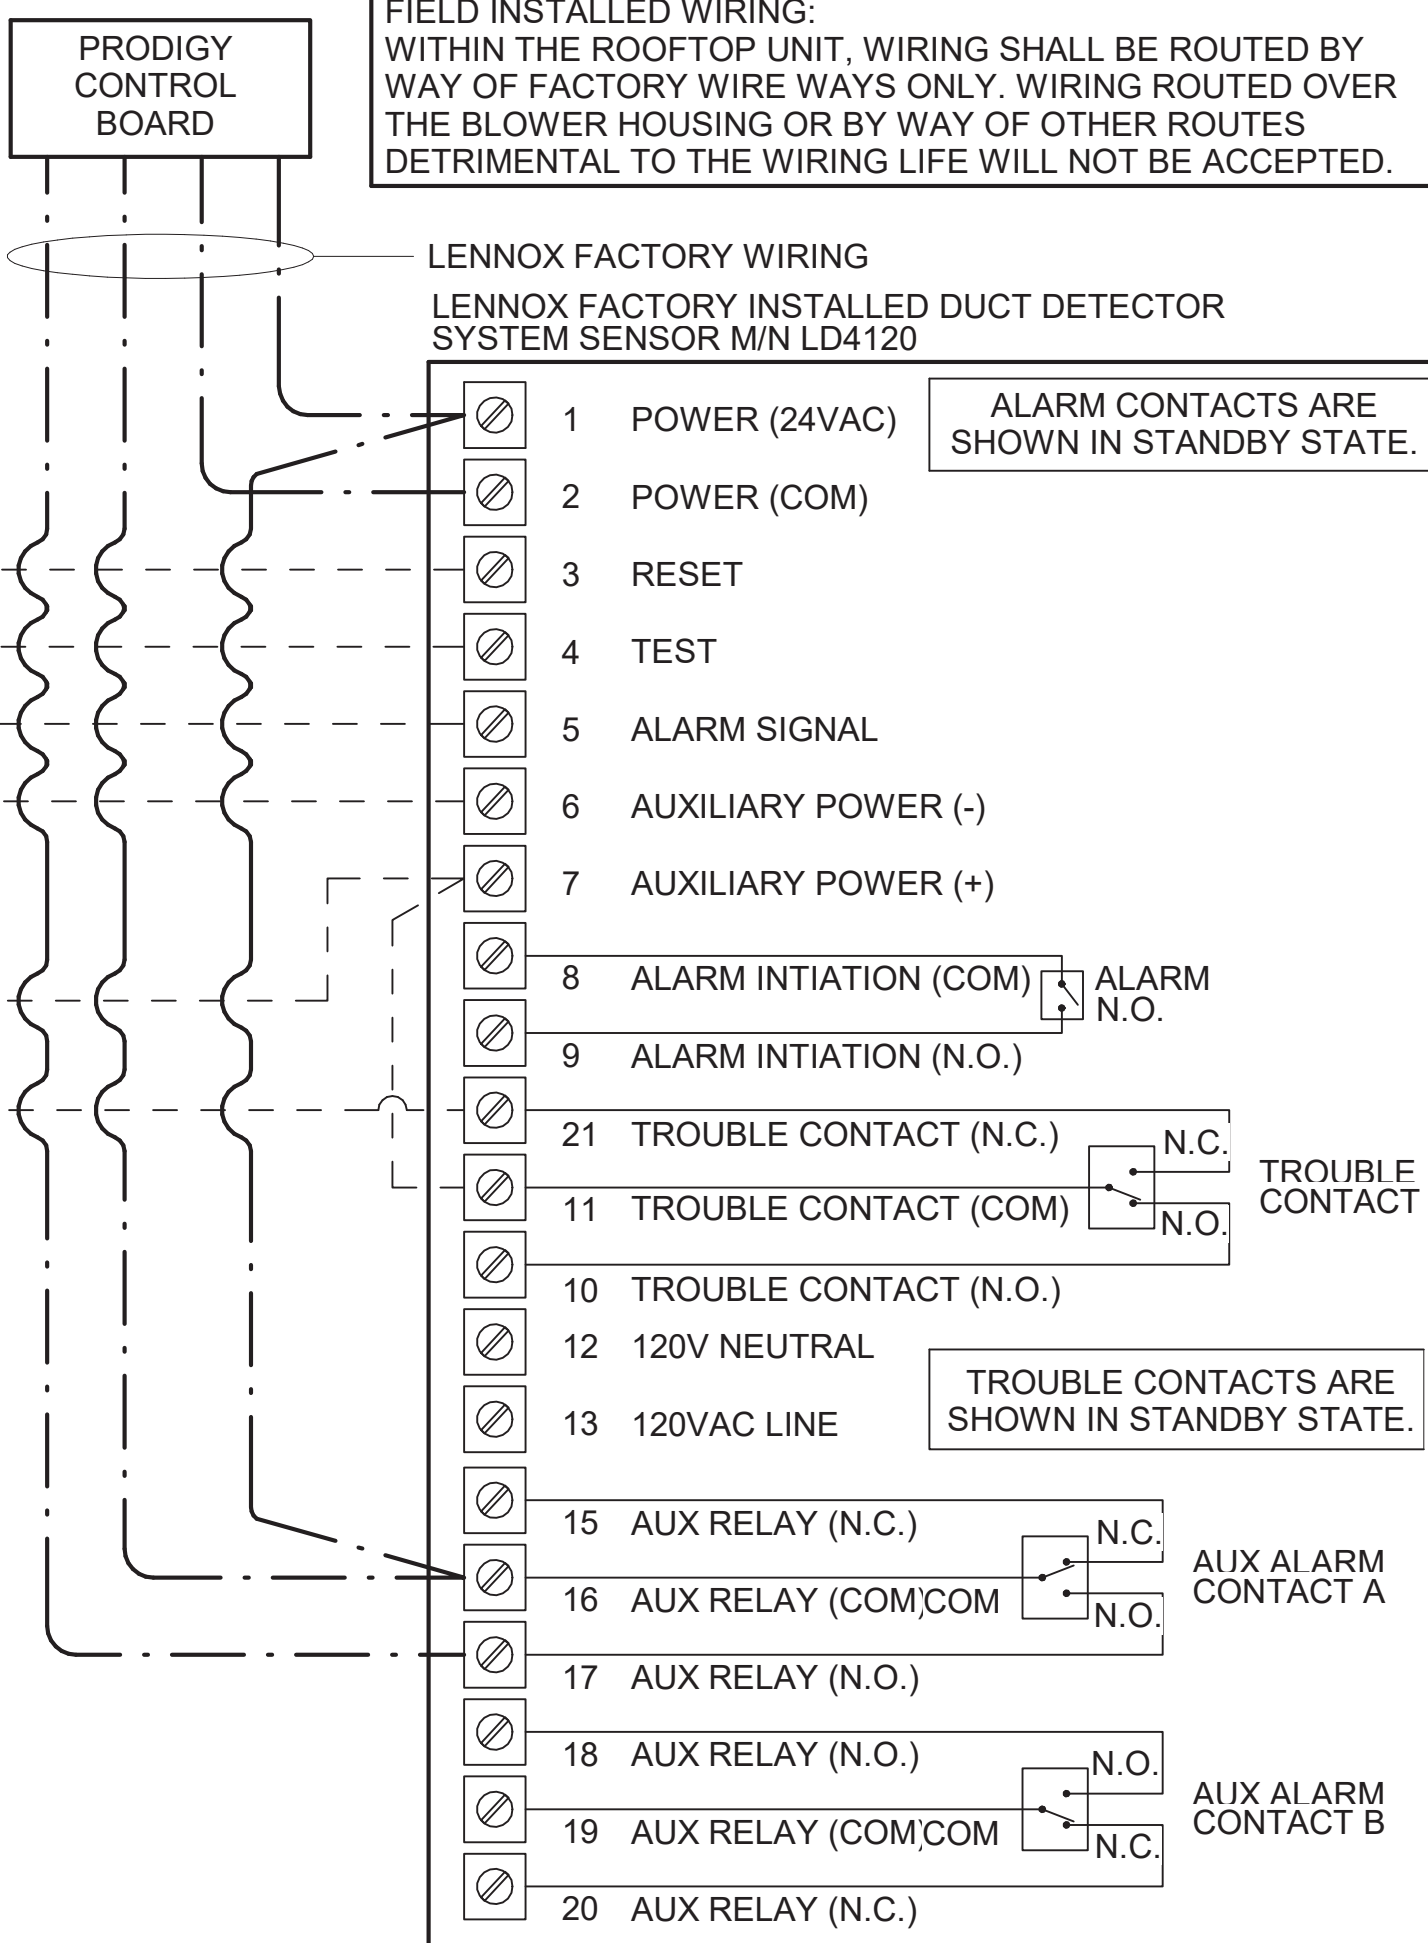 FIELD INSTALLED WIRING:
WITHIN THE ROOFTOP UNIT, WIRING SHALL BE ROUTED BY
WAY OF FACTORY WIRE WAYS ONLY. WIRING ROUTED OVER
THE BLOWER HOUSING OR BY WAY OF OTHER ROUTES
DETRIMENTAL TO THE WIRING LIFE WILL NOT BE ACCEPTED.
PRODIGY
CONTROL
BOARD
LENNOX FACTORY WIRING
LENNOX FACTORY INSTALLED DUCT DETECTOR
SYSTEM SENSOR M/N LD4120
ALARM CONTACTS ARE
SHOWN IN STANDBY STATE.
1 POWER (24VAC)
2 POWER (COM)
3 RESET
4 TEST
5 ALARM SIGNAL
6 AUXILIARY POWER (-)
7 AUXILIARY POWER (+)
8 ALARM INTIATION (COM)
ALARM
N.O.
9 ALARM INTIATION (N.O.)
21 TROUBLE CONTACT (N.C.)
N.C.
11 TROUBLE CONTACT (COM)
N.O.
TROUBLE
CONTACT
10 TROUBLE CONTACT (N.O.)
12 120V NEUTRAL
13 120VAC LINE
TROUBLE CONTACTS ARE
SHOWN IN STANDBY STATE.
15 AUX RELAY (N.C.)
N.C.
16 AUX RELAY (COM) COM
N.O.
AUX ALARM
CONTACT A
17 AUX RELAY (N.O.)
18 AUX RELAY (N.O.)
N.O.
19 AUX RELAY (COM) COM
N.C.
AUX ALARM
CONTACT B
20 AUX RELAY (N.C.)